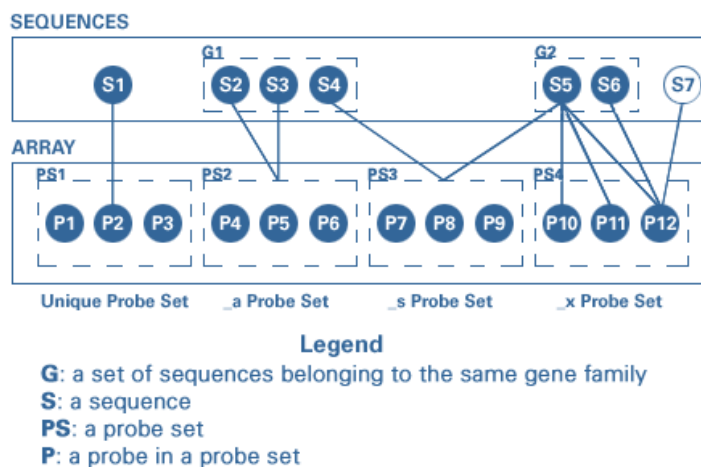 SEQUENCES
G1 G2
S1 S2 S3 S4 S5 S6 S7
ARRAY
PS1 PS2 PS3 PS4
P1 P2 P3 P4 P5 P6 P7 P8 P9 P10 P11 P12
Unique Probe Set _a Probe Set _s Probe Set _x Probe Set
Legend
G: a set of sequences belonging to the same gene family
S: a sequence
PS: a probe set
P: a probe in a probe set